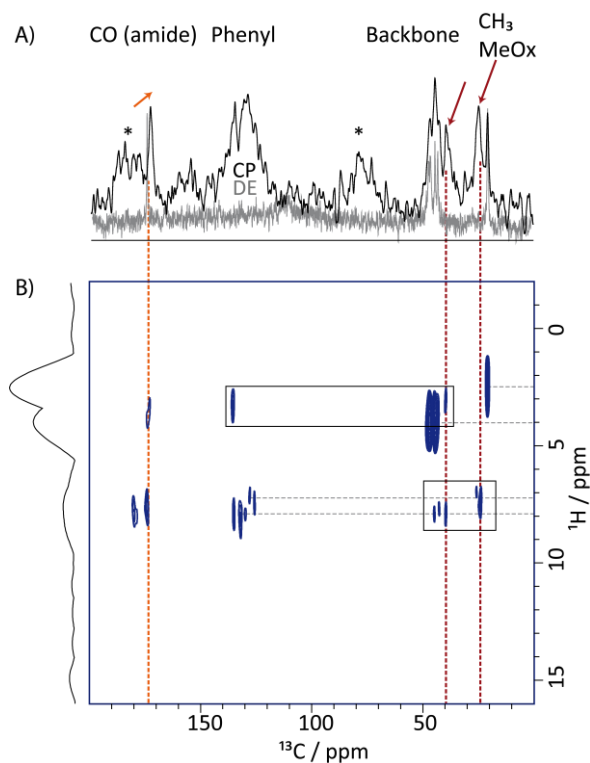 A)
CO (amide) Phenyl Backbone CH₃
MeOx
* *
CP
DE
B)
0
5
10
15
¹H / ppm
150 100 50
¹³C / ppm